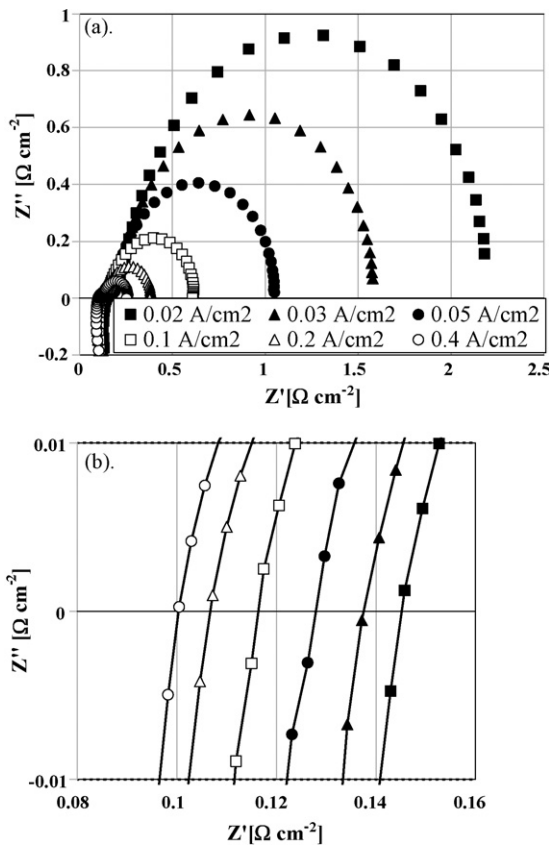 (a).
1
0.8
0.6
0.4
0.2
0
-0.2
Z'' [Ω cm⁻²]
0.02 A/cm2 0.03 A/cm2 0.05 A/cm2
0.1 A/cm2 0.2 A/cm2 0.4 A/cm2
0 0.5 1 1.5 2 2.5
Z'[Ω cm⁻²]
(b).
0.01
0
-0.01
Z'' [Ω cm⁻²]
0.08 0.1 0.12 0.14 0.16
Z'[Ω cm⁻²]